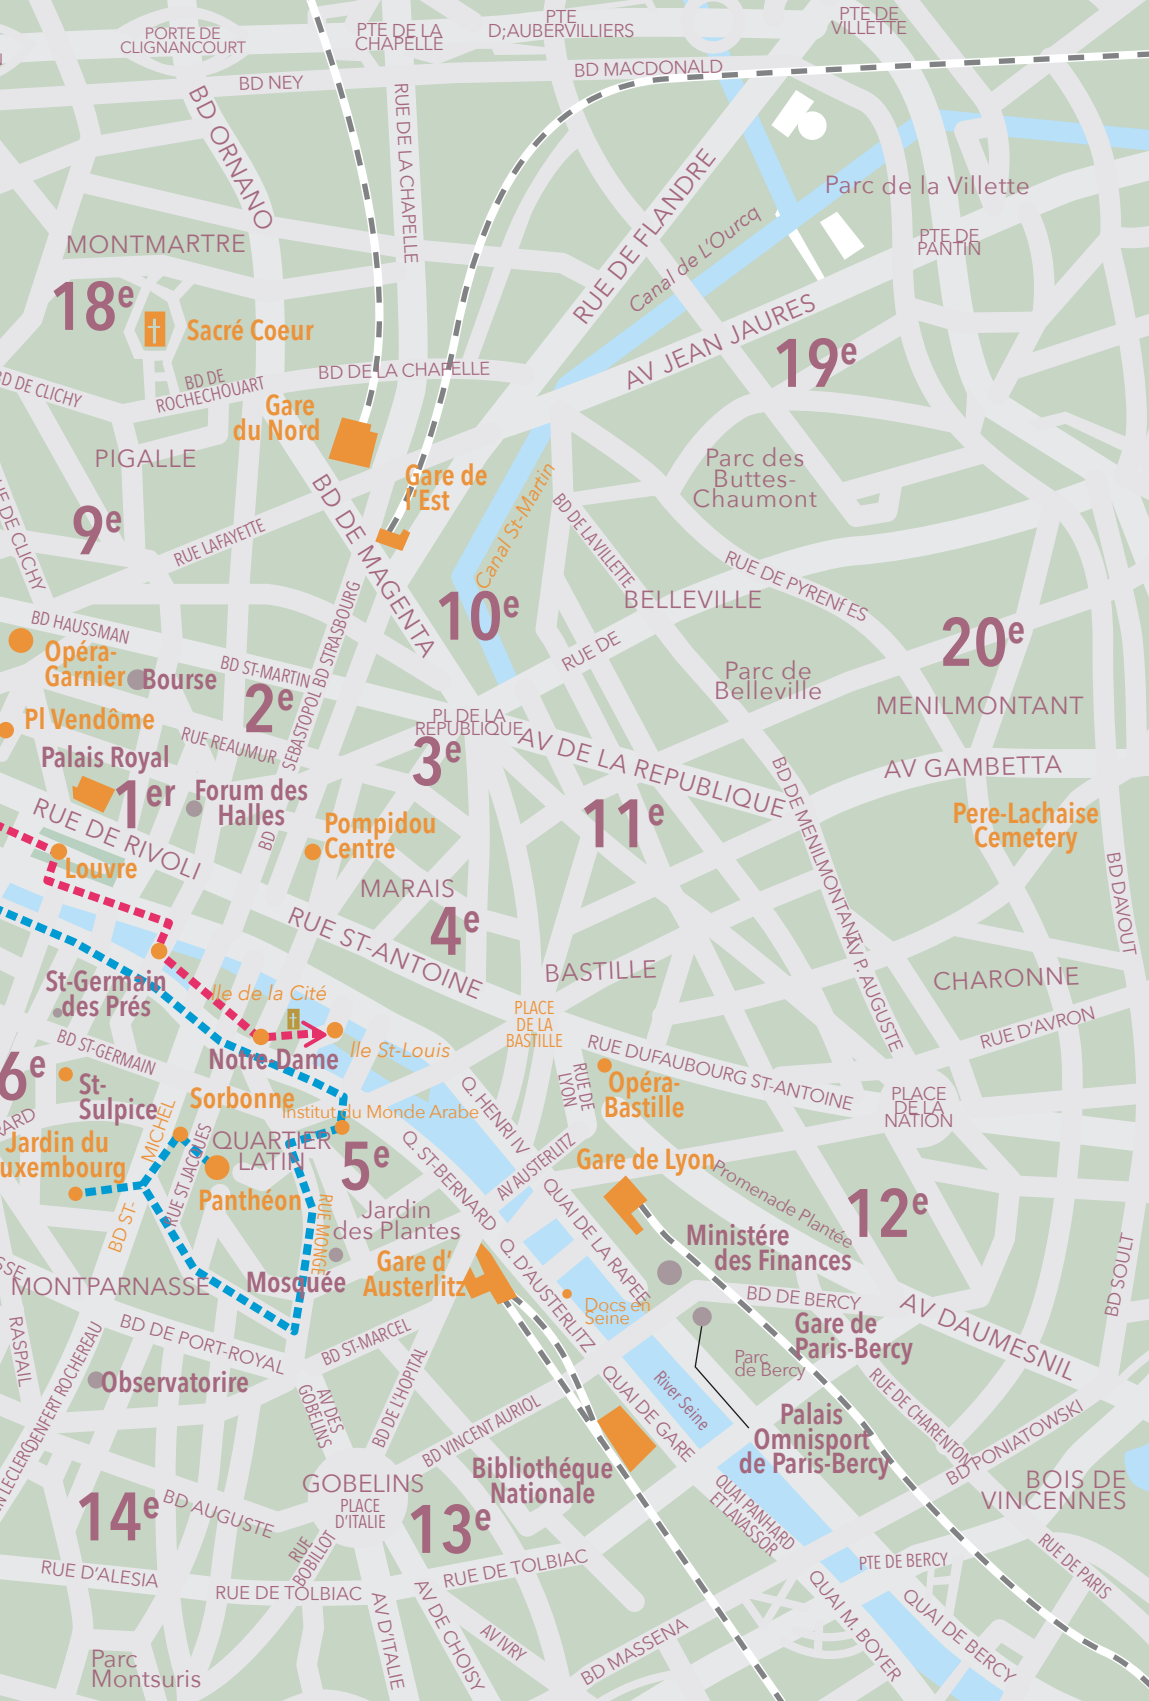 PORTE DE
CLIGNANCOURT
PTE DE LA
CHAPELLE
PTE
D;AUBERVILLIERS
PTE DE
VILLETTE
BD NEY
BD MACDONALD
BD ORNANO
RUE DE LA CHAPELLE
RUE DE FLANDRE
Canal de L'Ourcq
Parc de la Villette
PTE DE
PANTIN
MONTMARTRE
18e
Sacré Coeur
AV JEAN JAURES
19e
BD DE CLICHY
BD DE
ROCHECHOUART
BD DE LA CHAPELLE
Gare
du Nord
PIGALLE
Gare de
l'Est
Parc des
Buttes-
Chaumont
9e
RUE DE CLICHY
RUE LAFAYETTE
BD DE MAGENTA
Canal St-Martin
BD DE LAVILLETTE
RUE DE PYRENf ES
10e
BELLEVILLE
20e
BD HAUSSMAN
Opéra-
Garnier
Bourse
BD ST-MARTIN
BD STRASBOURG
RUE DE
Parc de
Belleville
MENILMONTANT
2e
Pl Vendôme
RUE REAUMUR
SEBASTOPOL
PL DE LA
REPUBLIQUE
3e
AV DE LA REPUBLIQUE
AV GAMBETTA
Palais Royal
1er
Forum des
Halles
BD
RUE DE RIVOLI
Pompidou
Centre
11e
BD DE MENILMONTANT
Pere-Lachaise
Cemetery
BD DAVOUT
Louvre
MARAIS
4e
RUE ST-ANTOINE
BASTILLE
AV P. AUGUSTE
CHARONNE
St-Germain
des Prés
Ile de la Cité
PLACE
DE LA
BASTILLE
RUE D'AVRON
BD ST-GERMAIN
Notre-Dame
Ile St-Louis
RUE DUFAUBOURG ST-ANTOINE
6e
St-
Sulpice
Sorbonne
Institut du Monde Arabe
Q. HENRI IV
RUE DE
LYON
Opéra-
Bastille
PLACE
DE LA
NATION
Jardin du
uxembourg
MICHEL
RUE ST JACQUES
QUARTIER
LATIN
5e
Q. ST-BERNARD
AV AUSTERLITZ
Gare de Lyon
Promenade Plantée
12e
Panthéon
BD ST-
RUE MONGE
Jardin
des Plantes
QUAI DE LA RAPEE
Ministére
des Finances
MONTPARNASSE
Mosquée
Gare d'
Austerlitz
Q. D'AUSTERLITZ
Docs en
Seine
BD DE BERCY
AV DAUMESNIL
BD SOULT
RASPAIL
DENFERT ROCHEREAU
BD DE PORT-ROYAL
BD ST-MARCEL
Gare de
Paris-Bercy
Parc
de Bercy
Observatorire
AV DES
GOBELINS
BD DE L'HOPITAL
BD VINCENT AURIOL
QUAI DE GARE
River Seine
RUE DE CHARENTON
BD PONIATOWSKI
Palais
Omnisport
de Paris-Bercy
GOBELINS
Bibliothéque
Nationale
BOIS DE
VINCENNES
14e
BD AUGUSTE
PLACE
D'ITALIE
13e
QUAI PANHARD
ET LAVASSOR
RUE
BOBILLOT
RUE D'ALESIA
RUE DE TOLBIAC
RUE DE TOLBIAC
PTE DE BERCY
RUE DE PARIS
AV D'ITALIE
AV DE CHOISY
AV IVRY
BD MASSENA
QUAI M. BOYER
QUAI DE BERCY
Parc
Montsuris